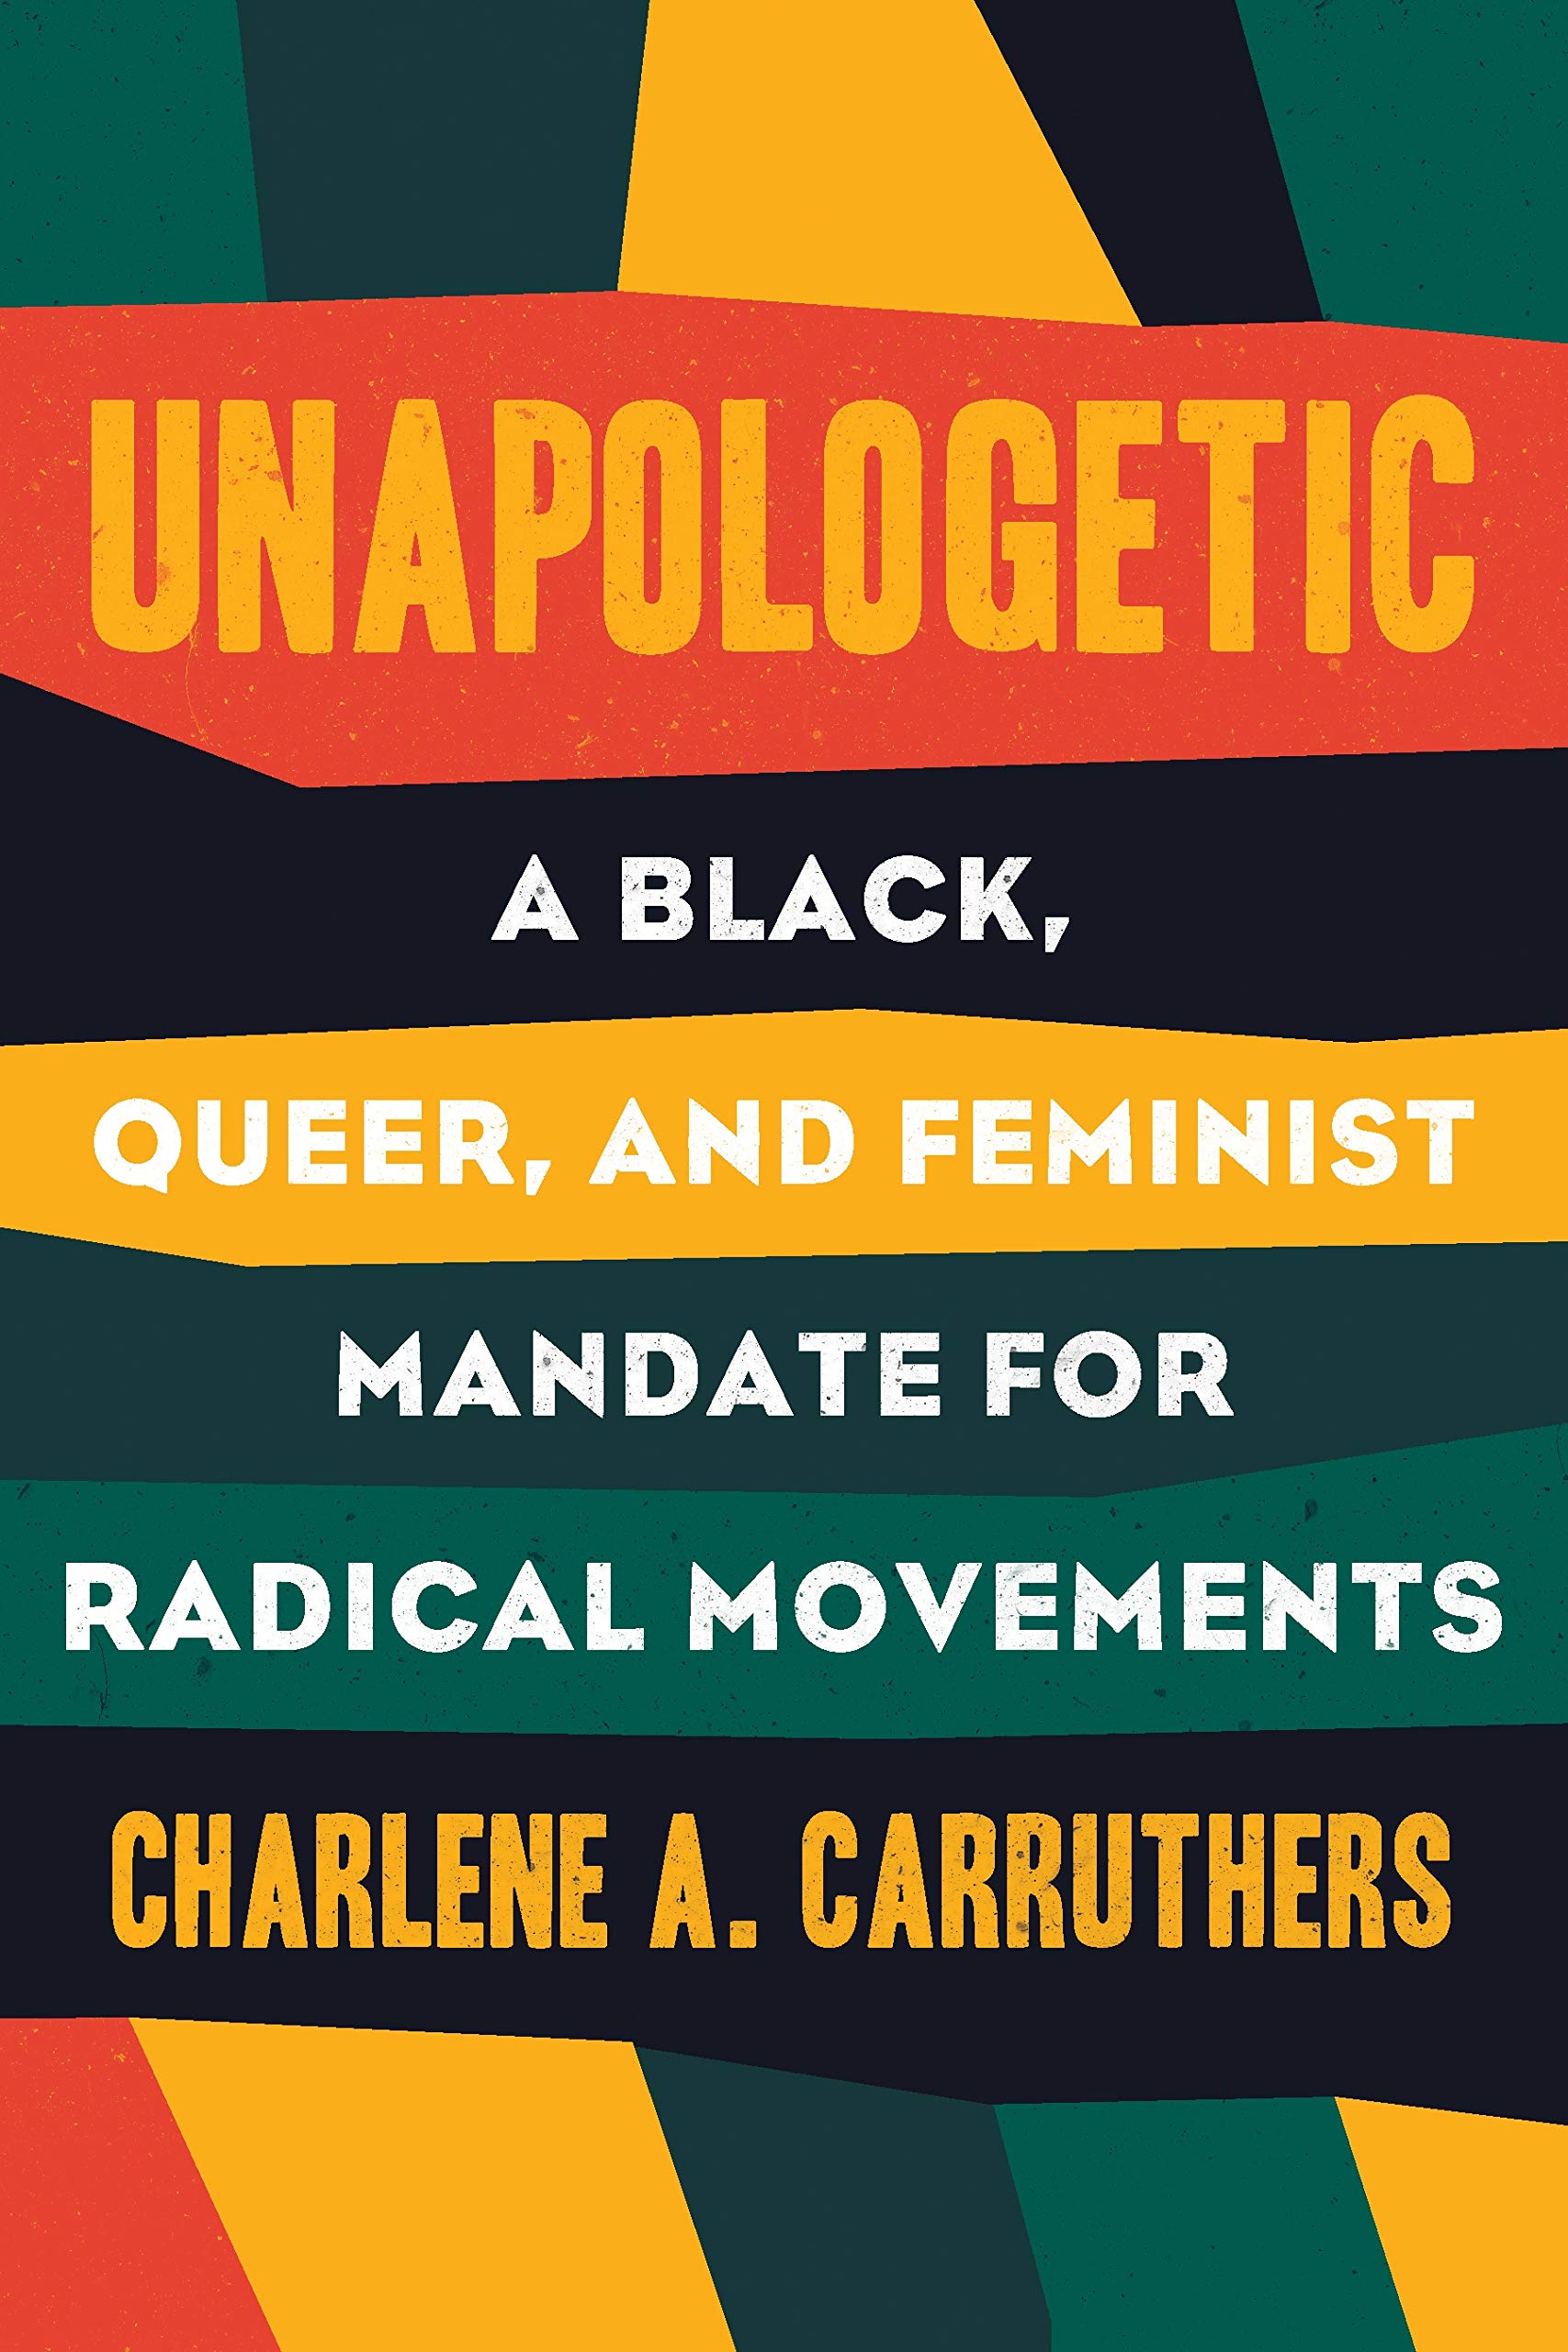 UNAPOLOGETIC
A BLACK,
QUEER, AND FEMINIST
MANDATE FOR
RADICAL MOVEMENTS
CHARLENE A. CARRUTHERS